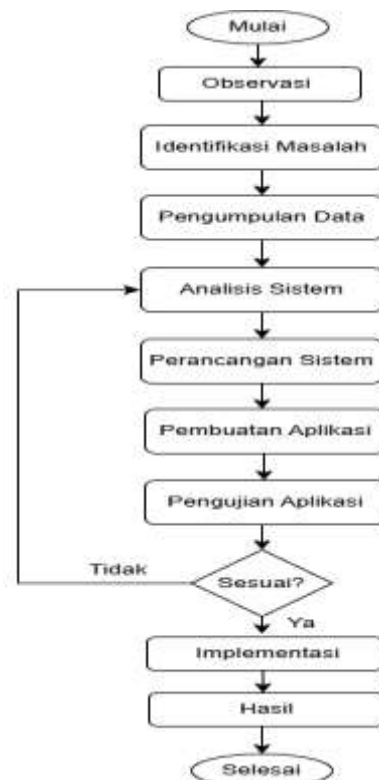 Mulai
Observasi
Identifikasi Masalah
Pengumpulan Data
Analisis Sistem
Perancangan Sistem
Pembuatan Aplikasi
Pengujian Aplikasi
Tidak
Sesuai?
Ya
Implementasi
Hasil
Selesai